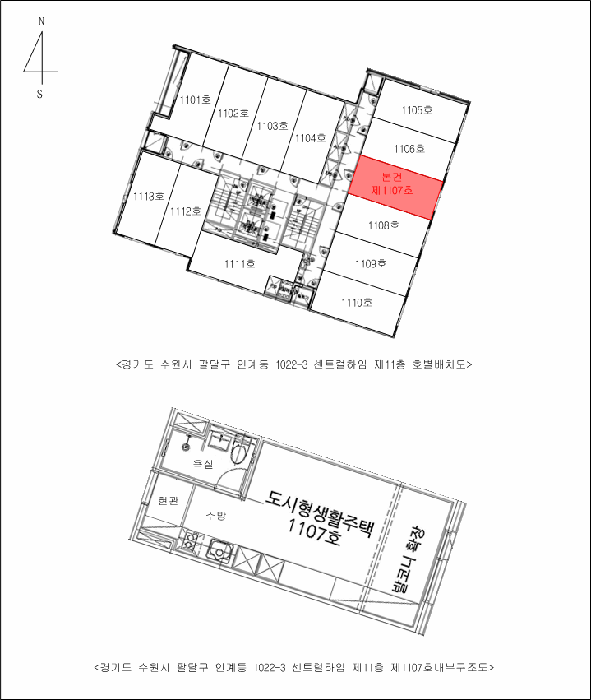 N
S
1101호
1102호
1103호
1104호
1105호
1106호
본건
제1107호
1108호
1109호
1110호
1111호
1112호
1113호
<경기도 수원시 팔달구 인계동 1022-3 센트럴하임 제11층 호별배치도>
욕실
현관
주방
도시형생활주택
1107호
발코니 확장
<경기도 수원시 팔달구 인계동 1022-3 센트럴타임 제11층 제1107호내부구조도>